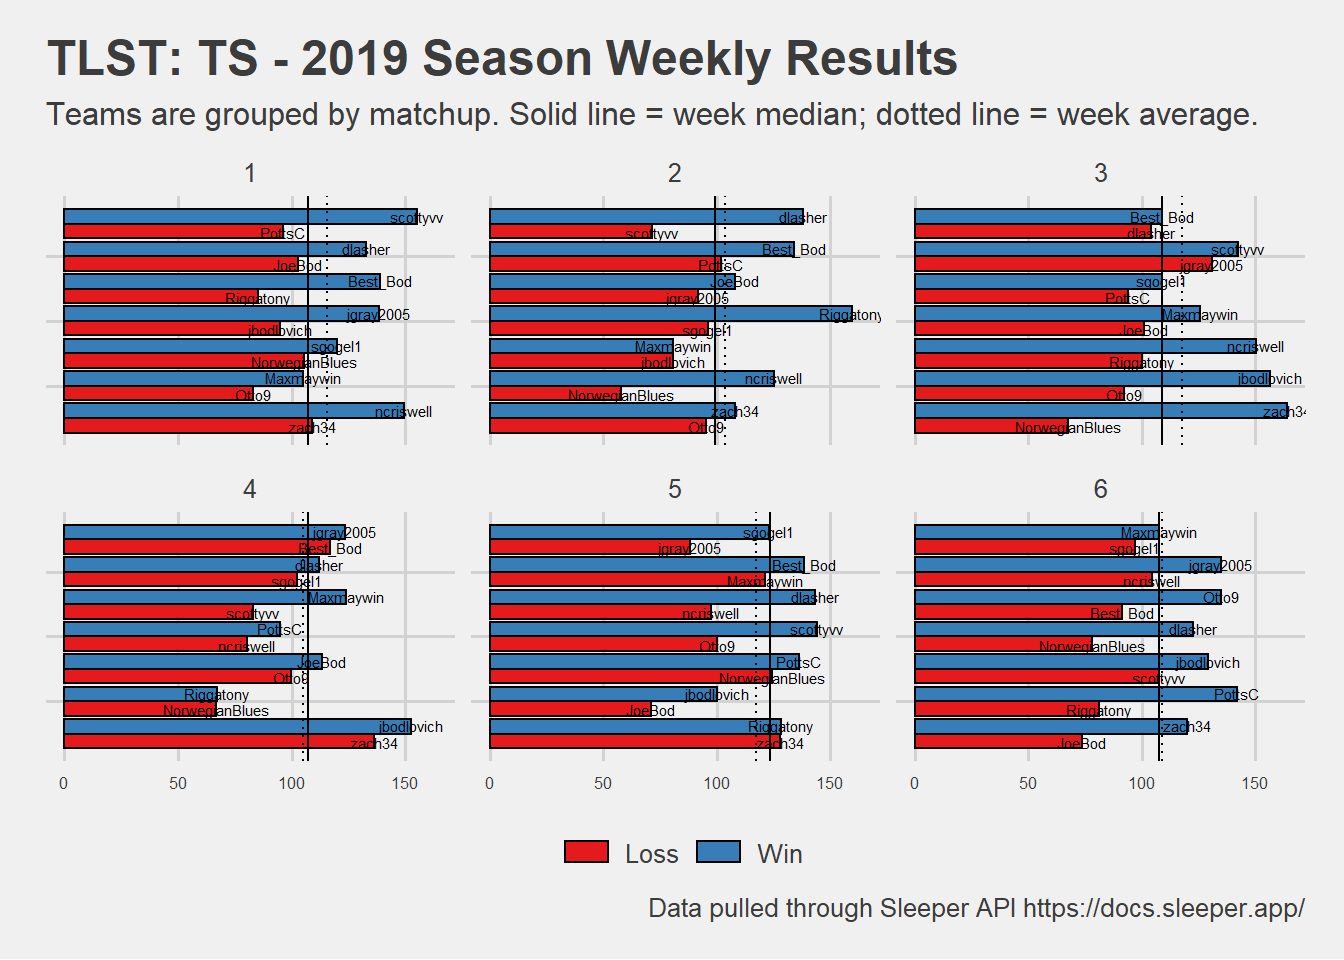 TLST: TS - 2019 Season Weekly Results
Teams are grouped by matchup. Solid line = week median; dotted line = week average.
1
scottyvv
PottsC
dlasher
JoeBod
Best_Bod
Riggatony
jgray2005
jbodlovich
sgogel1
NorwegianBlues
Maxmaywin
Otto9
ncriswell
zach34
2
dlasher
scottyvv
Best_Bod
PottsC
JoeBod
jgray2005
Riggatony
sgogel1
Maxmaywin
jbodlovich
ncriswell
NorwegianBlues
zach34
Otto9
3
Best_Bod
dlasher
scottyvv
jgray2005
sgogel1
PottsC
Maxmaywin
JoeBod
ncriswell
Riggatony
jbodlovich
Otto9
zach34
NorwegianBlues
4
jgray2005
Best_Bod
dlasher
sgogel1
Maxmaywin
scottyvv
PottsC
ncriswell
JoeBod
Otto9
Riggatony
NorwegianBlues
jbodlovich
zach34
0 50 100 150
5
sgogel1
jgray2005
Best_Bod
Maxmaywin
dlasher
ncriswell
scottyvv
Otto9
PottsC
NorwegianBlues
jbodlovich
JoeBod
Riggatony
zach34
0 50 100 150
6
Maxmaywin
sgogel1
jgray2005
ncriswell
Otto9
Best_Bod
dlasher
NorwegianBlues
jbodlovich
scottyvv
PottsC
Riggatony
zach34
JoeBod
0 50 100 150
Loss Win
Data pulled through Sleeper API https://docs.sleeper.app/